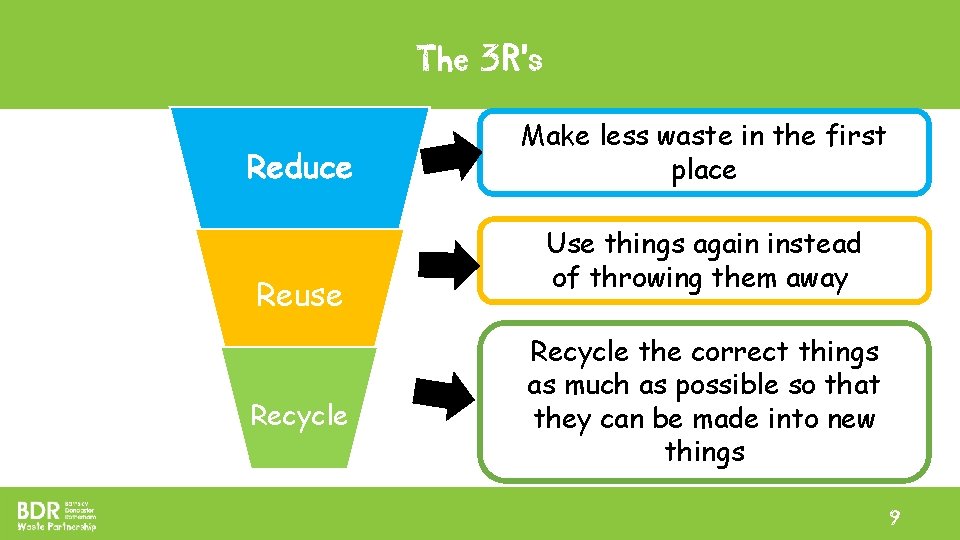 The 3R's
Reduce
Make less waste in the first
place
Reuse
Use things again instead
of throwing them away
Recycle
Recycle the correct things
as much as possible so that
they can be made into new
things
BDR
Barnsley
Doncaster
Rotherham
Waste Partnership
9